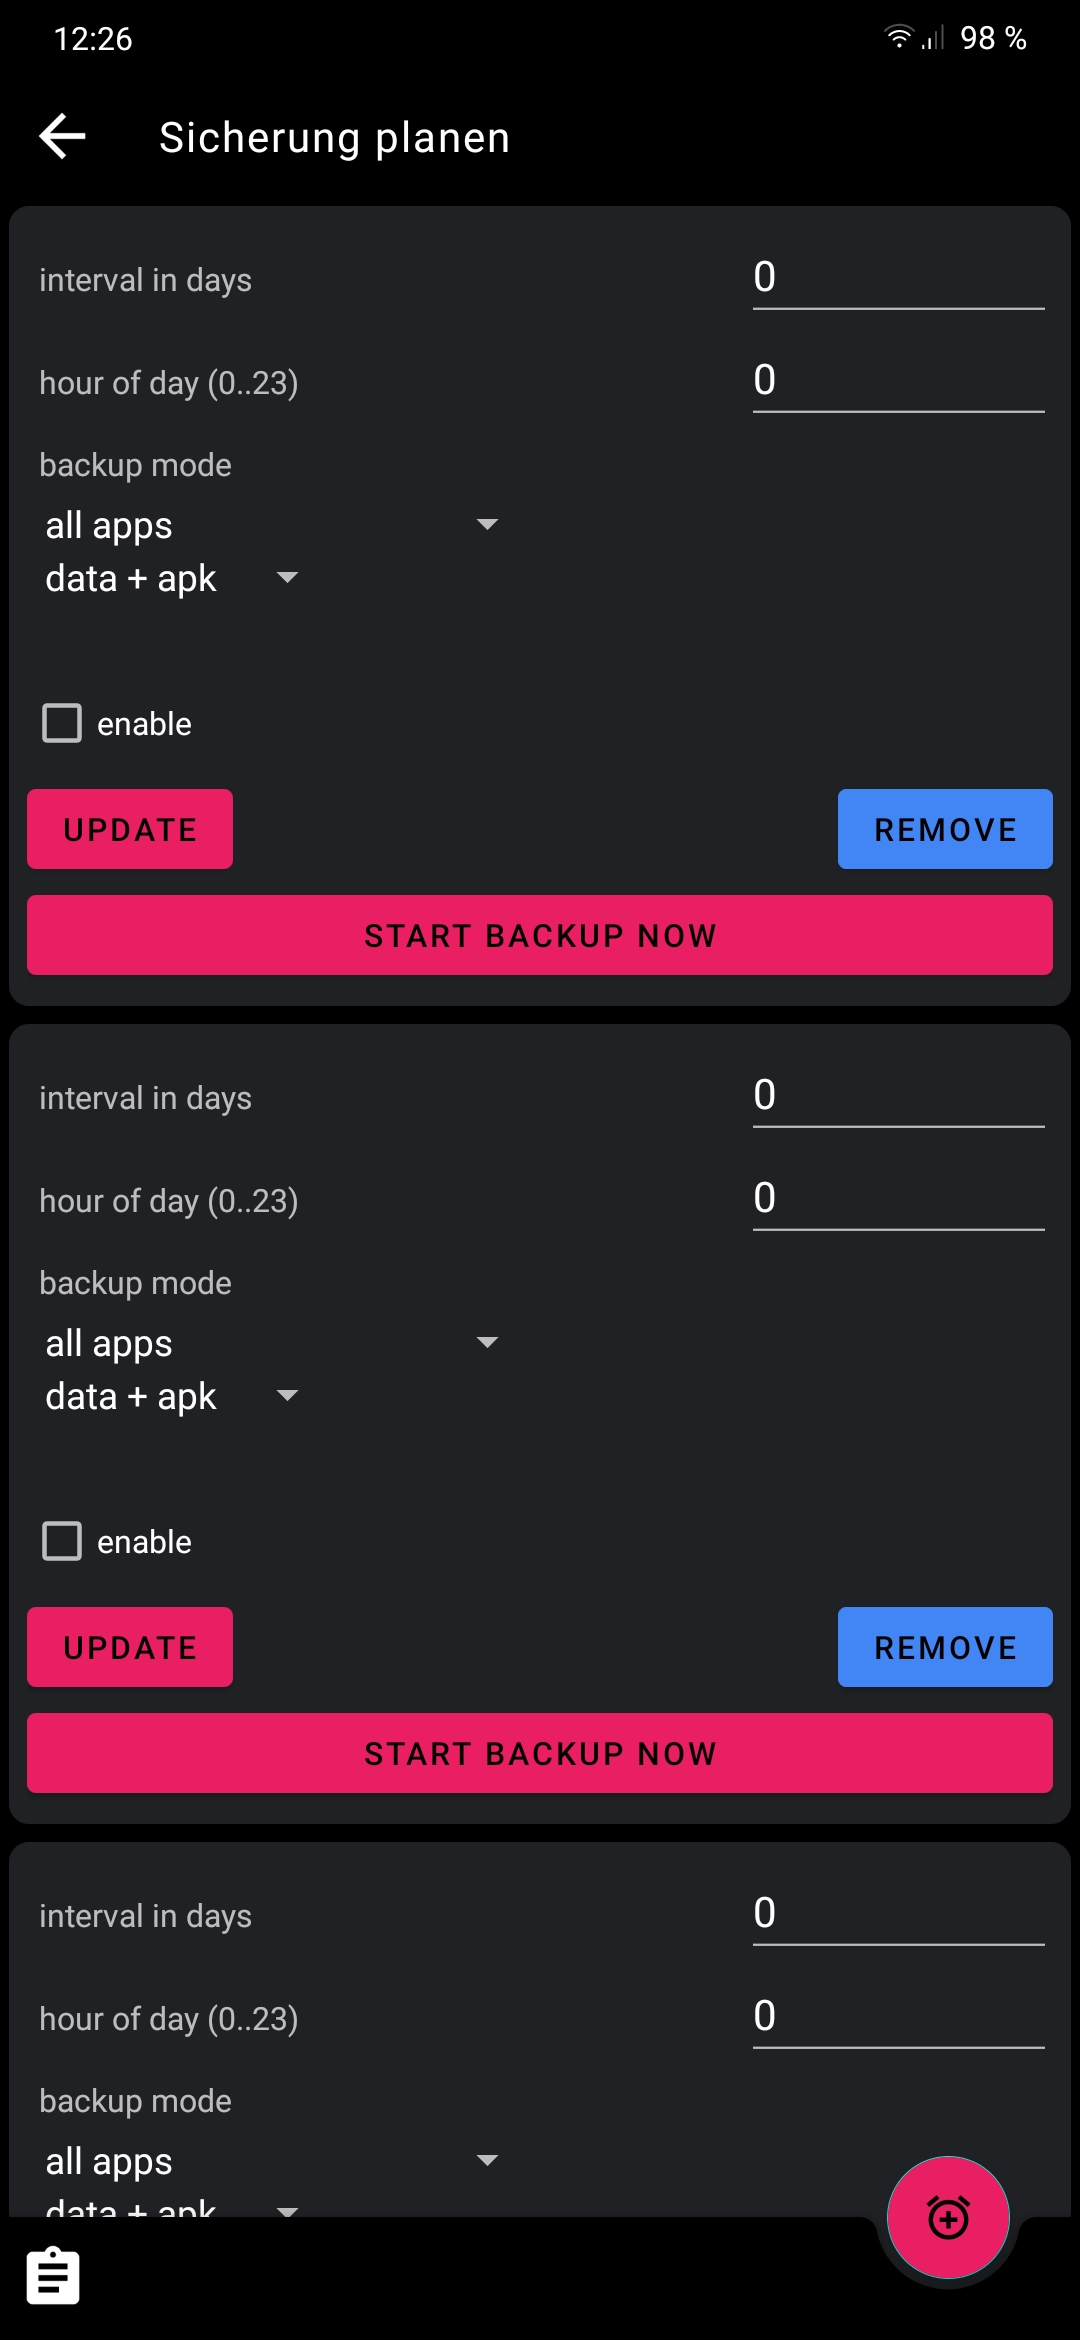 12:26 98 %
Sicherung planen
interval in days 0
hour of day (0..23) 0
backup mode
all apps
data + apk
enable
UPDATE REMOVE
START BACKUP NOW
interval in days 0
hour of day (0..23) 0
backup mode
all apps
data + apk
enable
UPDATE REMOVE
START BACKUP NOW
interval in days 0
hour of day (0..23) 0
backup mode
all apps
data + apk